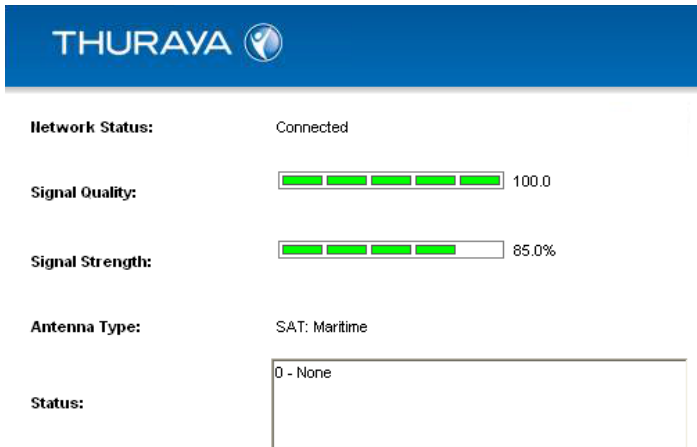 THURAYA
Network Status: Connected
Signal Quality: 100.0
Signal Strength: 85.0%
Antenna Type: SAT: Maritime
0 - None
Status: